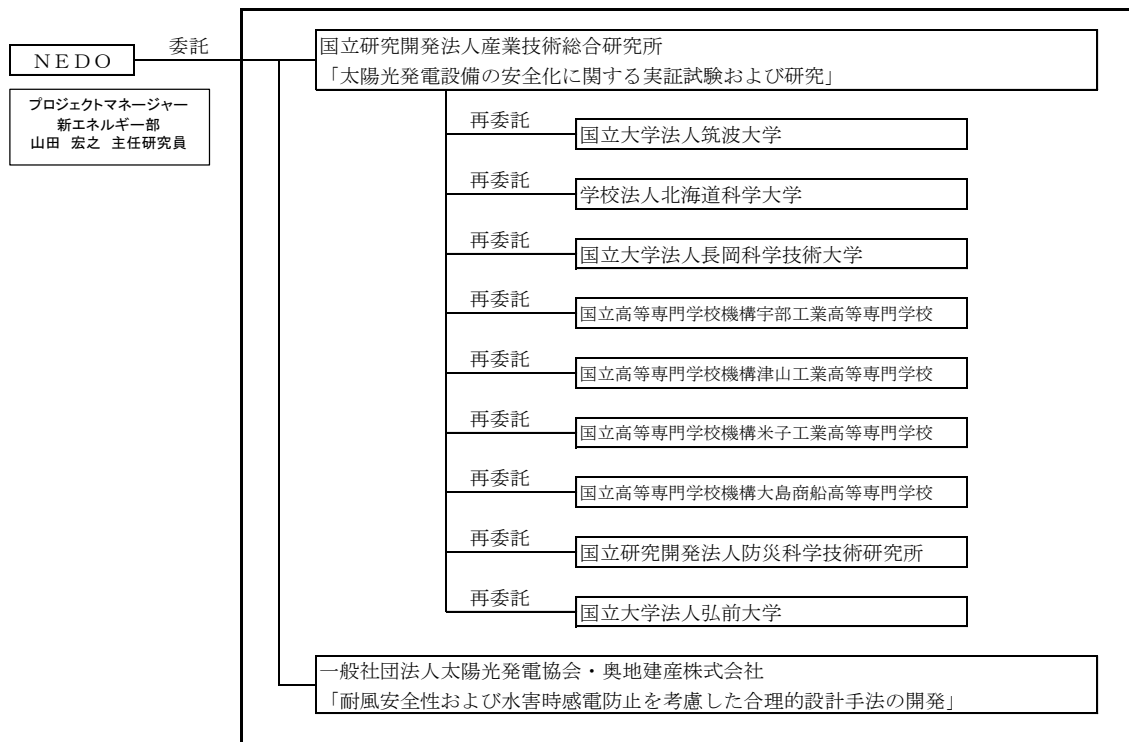 委託
NEDO
プロジェクトマネージャー
新エネルギー部
山田 宏之 主任研究員
国立研究開発法人産業技術総合研究所
「太陽光発電設備の安全化に関する実証試験および研究」
再委託
国立大学法人筑波大学
再委託
学校法人北海道科学大学
再委託
国立大学法人長岡科学技術大学
再委託
国立高等専門学校機構宇部工業高等専門学校
再委託
国立高等専門学校機構津山工業高等専門学校
再委託
国立高等専門学校機構米子工業高等専門学校
再委託
国立高等専門学校機構大島商船高等専門学校
再委託
国立研究開発法人防災科学技術研究所
再委託
国立大学法人弘前大学
一般社団法人太陽光発電協会・奥地建産株式会社
「耐風安全性および水害時感電防止を考慮した合理的設計手法の開発」